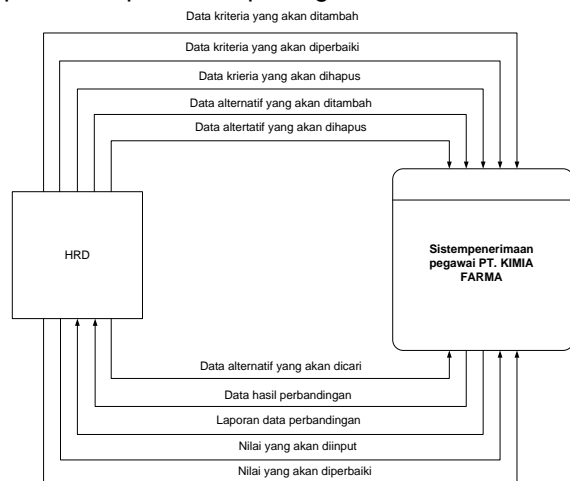 Data kriteria yang akan ditambah
Data kriteria yang akan diperbaiki
Data krieria yang akan dihapus
Data alternatif yang akan ditambah
Data altertatif yang akan dihapus
HRD
Sistempenerimaan
pegawai PT. KIMIA
FARMA
Data alternatif yang akan dicari
Data hasil perbandingan
Laporan data perbandingan
Nilai yang akan diinput
Nilai yang akan diperbaiki